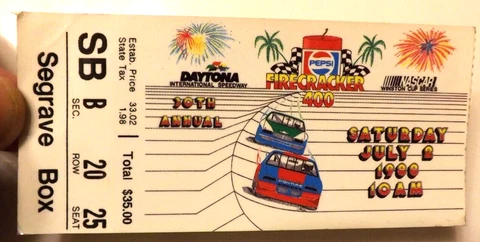 Segrave Box
SB B 20 25
SEC. ROW SEAT
Estab. Price 33.02
State Tax 1.98
Total $35.00
DAYTONA
INTERNATIONAL SPEEDWAY
30TH
ANNUAL
PEPSI
FIRECRACKER
400
NASCAR
WINSTON CUP SERIES
SATURDAY
JULY 2
1988
10 AM